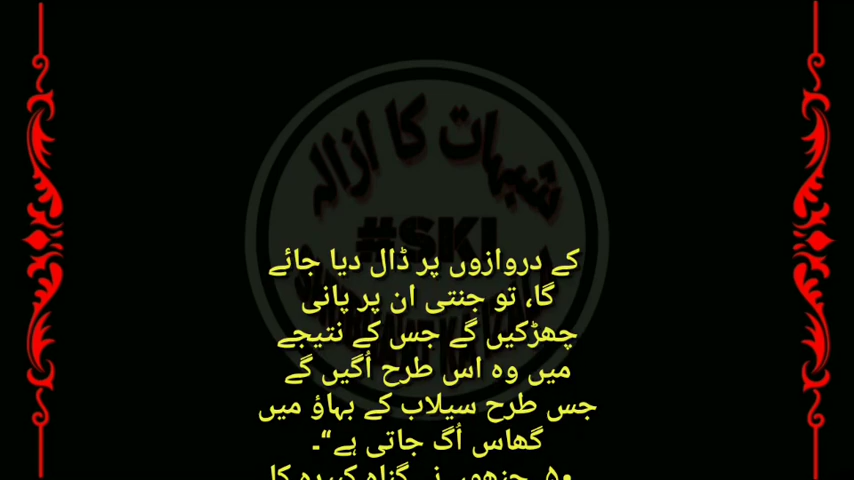 شبہات کا ازالہ
#SKI
کے دروازوں پر ڈال دیا جائے
گا، تو جنتی ان پر پانی
چھڑکیں گے جس کے نتیجے
میں وہ اس طرح اُگیں گے
جس طرح سیلاب کے بہاؤ میں
گھاس اُگ جاتی ہے“۔